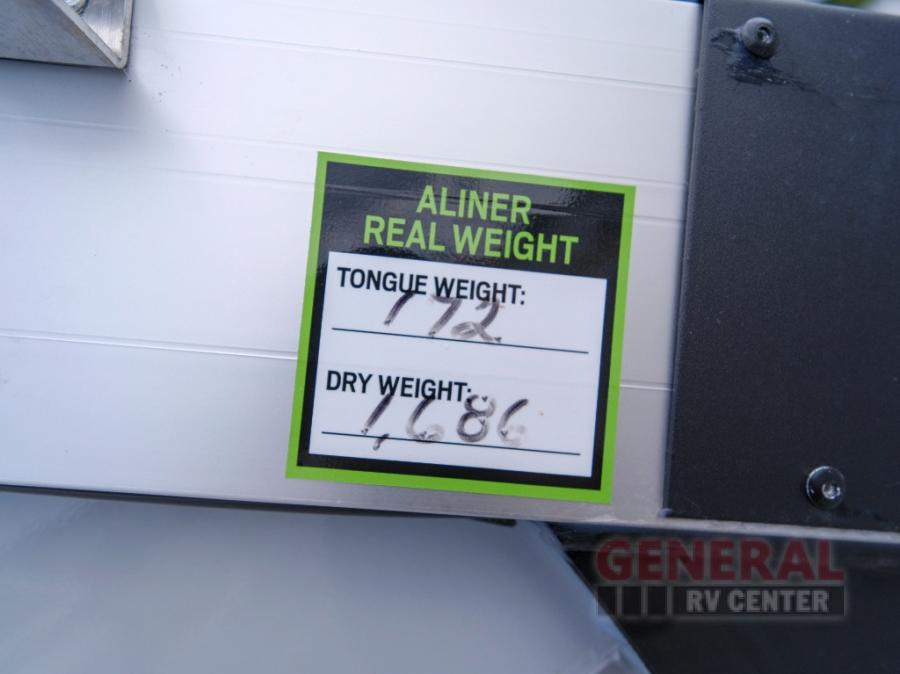 ALINER
REAL WEIGHT
TONGUE WEIGHT:
172
DRY WEIGHT:
1,686
GENERAL
RV CENTER